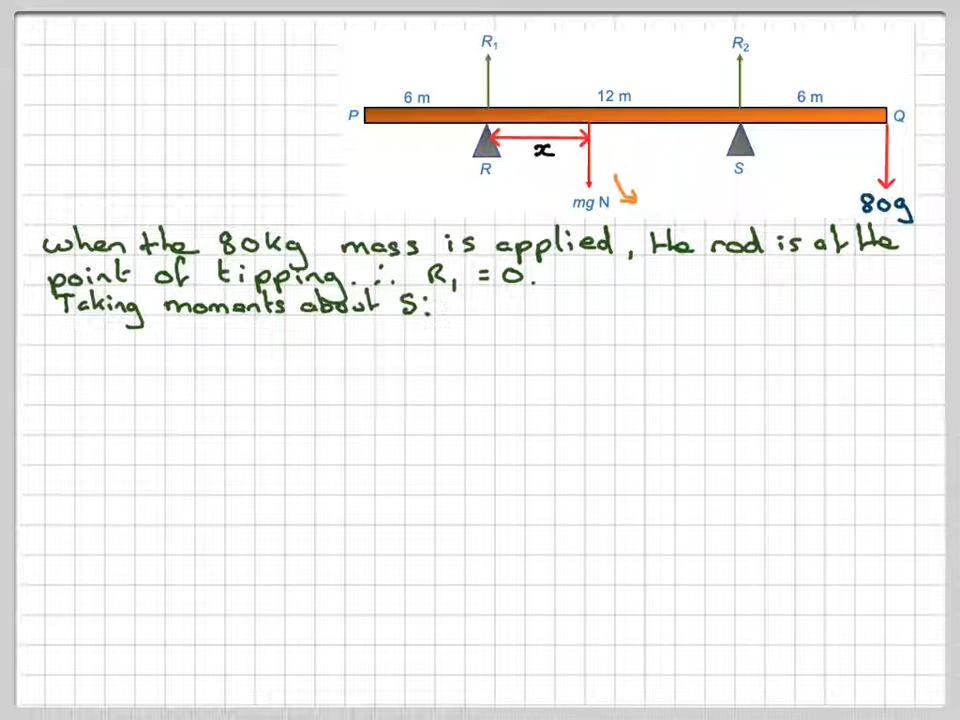 R₁ R₂
6 m 12 m 6 m
P Q
x
R S
mg N 80g
when the 80kg mass is applied, the rod is at the
point of tipping. ∴ R₁ = 0.
Taking moments about S: